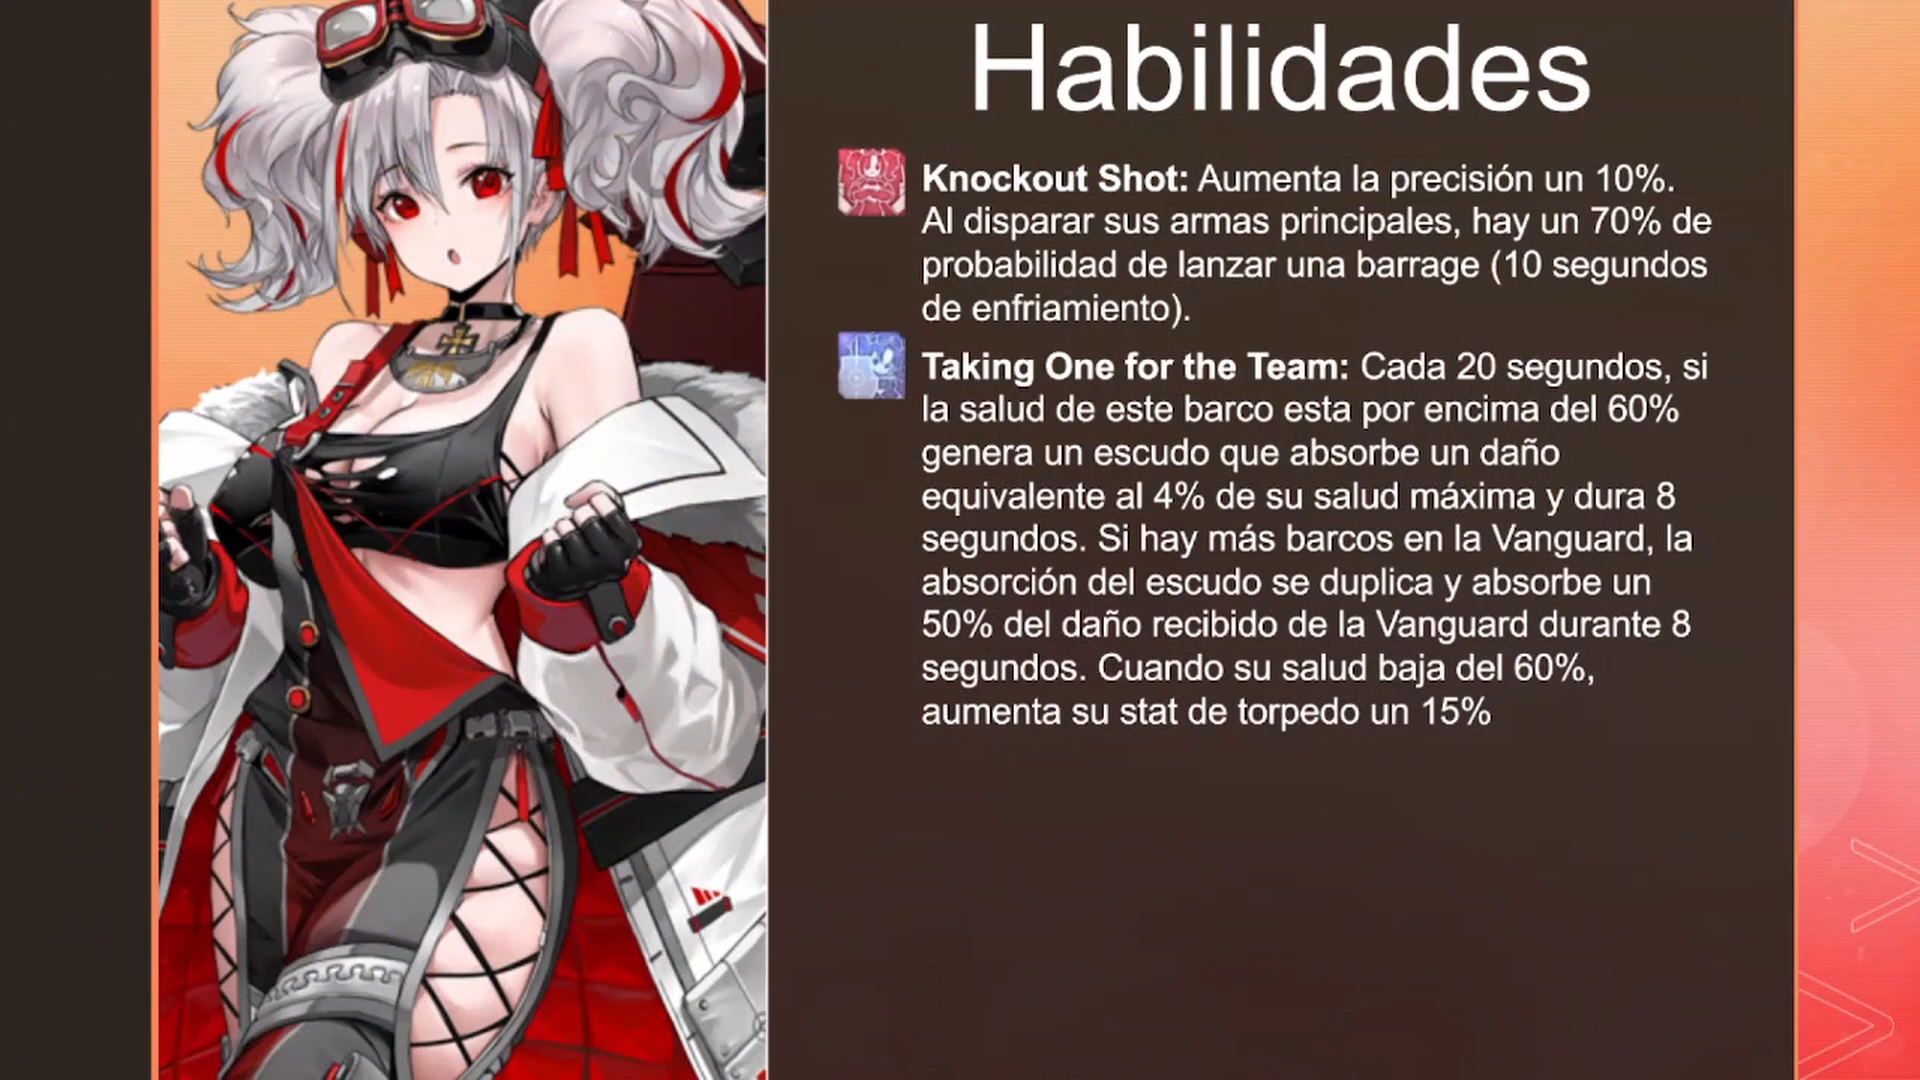 Habilidades
Knockout Shot: Aumenta la precisión un 10%.
Al disparar sus armas principales, hay un 70% de
probabilidad de lanzar una barrage (10 segundos
de enfriamiento).
Taking One for the Team: Cada 20 segundos, si
la salud de este barco esta por encima del 60%
genera un escudo que absorbe un daño
equivalente al 4% de su salud máxima y dura 8
segundos. Si hay más barcos en la Vanguard, la
absorción del escudo se duplica y absorbe un
50% del daño recibido de la Vanguard durante 8
segundos. Cuando su salud baja del 60%,
aumenta su stat de torpedo un 15%